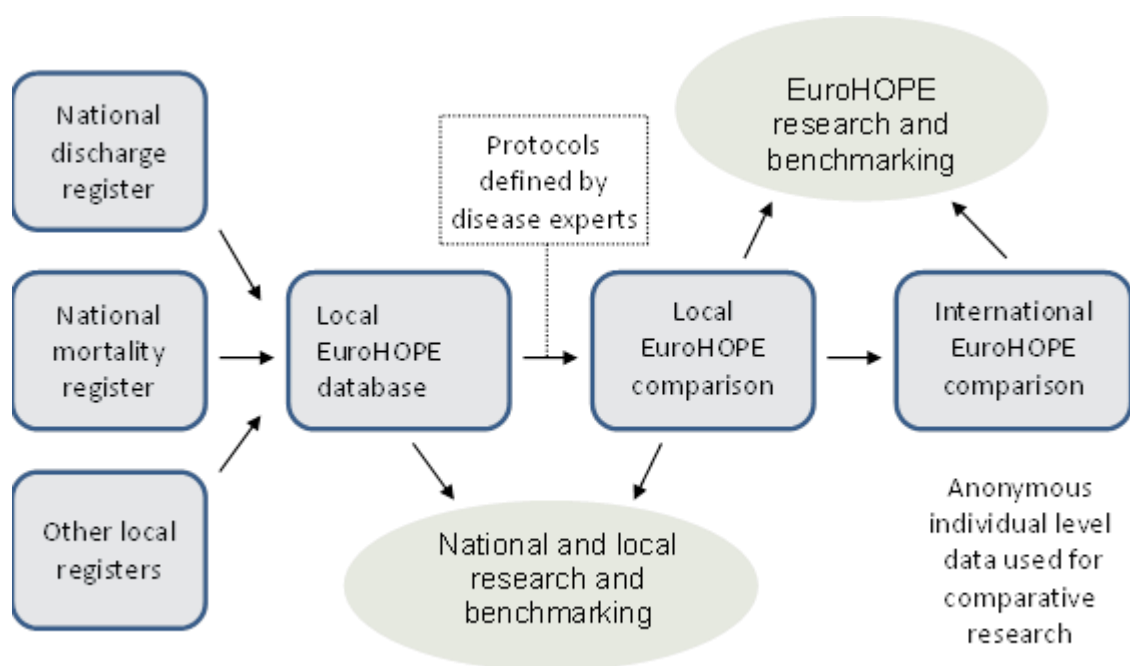 National
discharge
register
National
mortality
register
Other local
registers
Local
EuroHOPE
database
Protocols
defined by
disease experts
Local
EuroHOPE
comparison
International
EuroHOPE
comparison
EuroHOPE
research and
benchmarking
National and local
research and
benchmarking
Anonymous
individual level
data used for
comparative
research